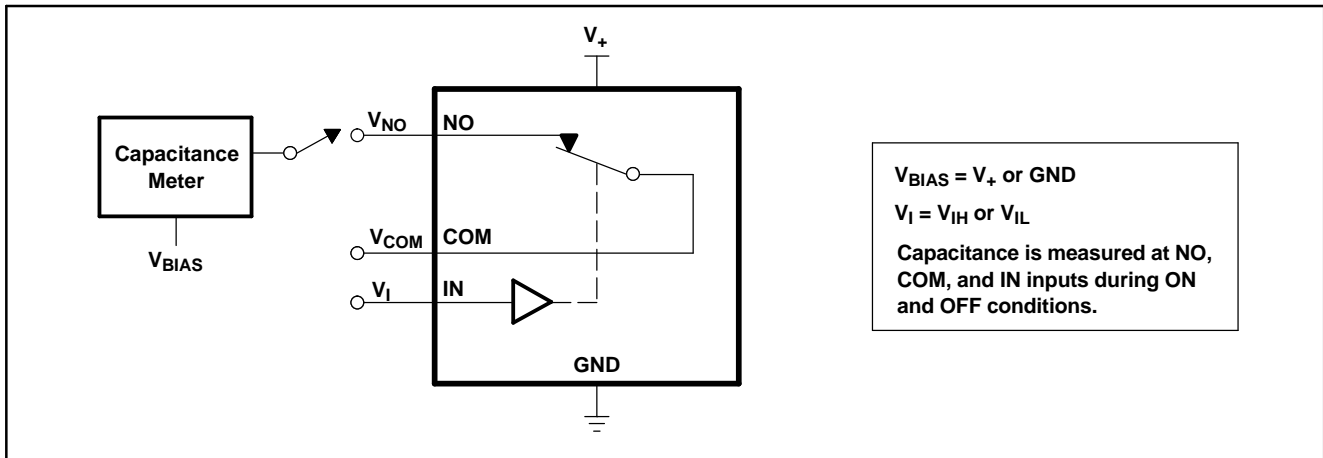 V+
VNO
NO
Capacitance
Meter
VBIAS
VCOM
COM
VI
IN
GND
VBIAS = V+ or GND
VI = VIH or VIL
Capacitance is measured at NO,
COM, and IN inputs during ON
and OFF conditions.